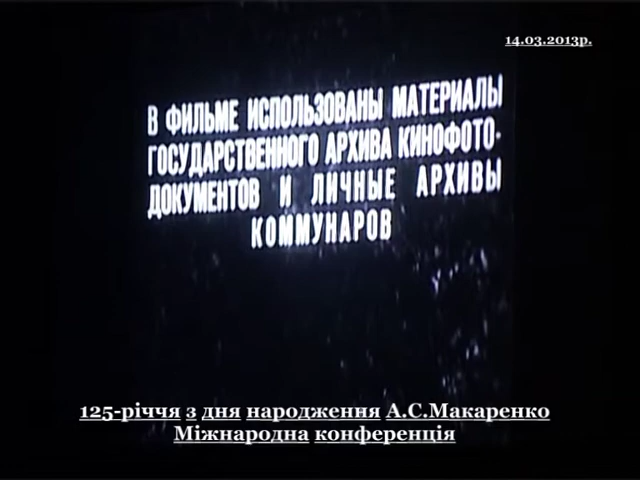 14.03.2013р.
В ФИЛЬМЕ ИСПОЛЬЗОВАНЫ МАТЕРИАЛЫ
ГОСУДАРСТВЕННОГО АРХИВА КИНОФОТО-
ДОКУМЕНТОВ И ЛИЧНЫЕ АРХИВЫ
КОММУНАРОВ
125-річчя з дня народження А.С.Макаренко
Міжнародна конференція